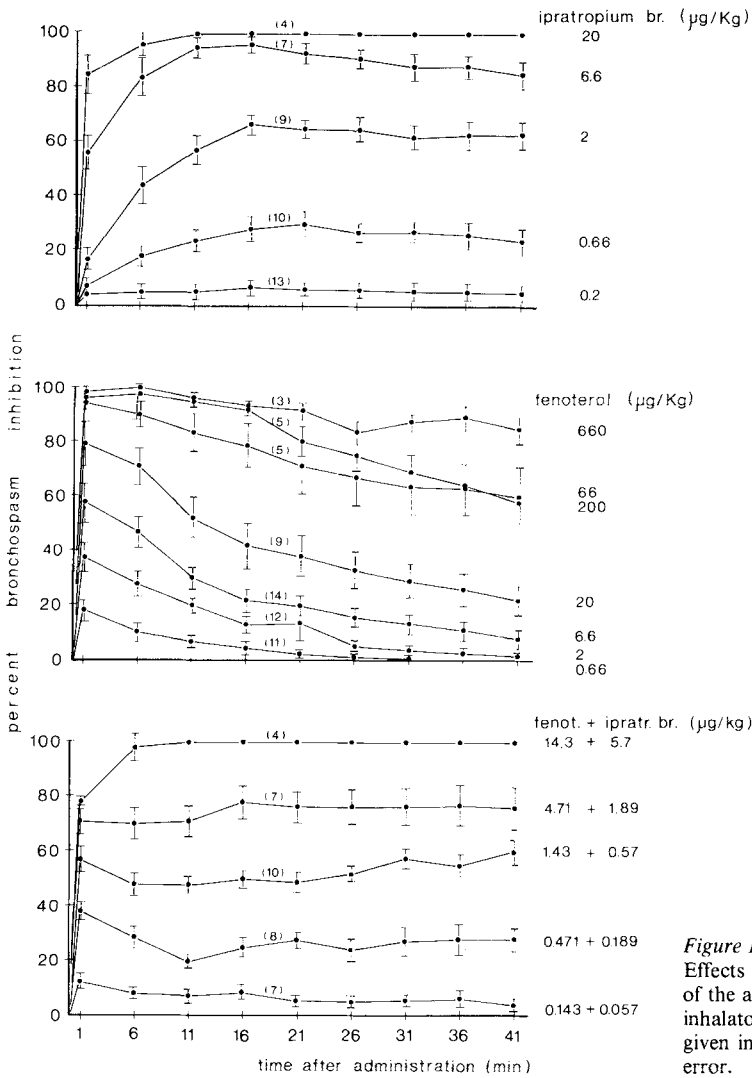 ipratropium br. (µg/Kg)
100
80
60
40
20
0
(4)
(7)
(9)
(10)
(13)
20
6.6
2
0.66
0.2
percent bronchospasm inhibition
fenoterol (µg/Kg)
100
80
60
40
20
0
(3)
(5)
(5)
(9)
(14)
(12)
(11)
660
66
200
20
6.6
2
0.66
fenot. + ipratr. br. (µg/kg)
100
80
60
40
20
0
(4)
(7)
(10)
(8)
(7)
14.3 + 5.7
4.71 + 1.89
1.43 + 0.57
0.471 + 0.189
0.143 + 0.057
1 6 11 16 21 26 31 36 41
time after administration (min)
Figure 1
Effects
of the a
inhalato
given in
error.